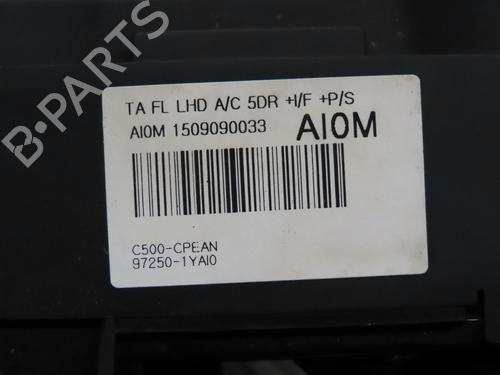 B-PARTS
TA FL LHD A/C 5DR +I/F +P/S
AI0M 1509090033 AI0M
C500-CPEAN
97250-1YAI0